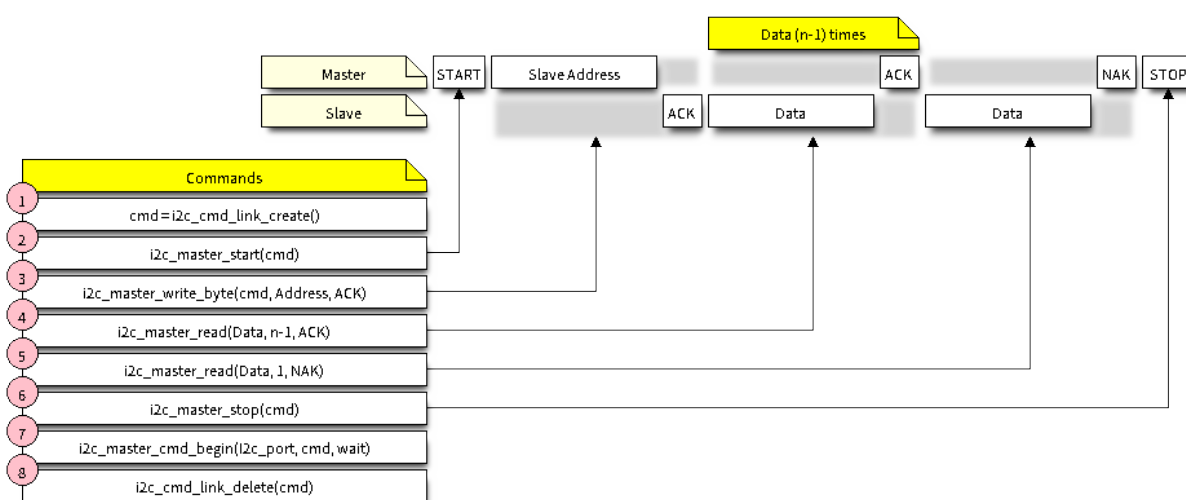 Data (n-1) times
Master START Slave Address ACK NAK STOP
Slave ACK Data Data
Commands
1 cmd=i2c_cmd_link_create()
2 i2c_master_start(cmd)
3 i2c_master_write_byte(cmd, Address, ACK)
4 i2c_master_read(Data, n-1, ACK)
5 i2c_master_read(Data, 1, NAK)
6 i2c_master_stop(cmd)
7 i2c_master_cmd_begin(I2c_port, cmd, wait)
8 i2c_cmd_link_delete(cmd)